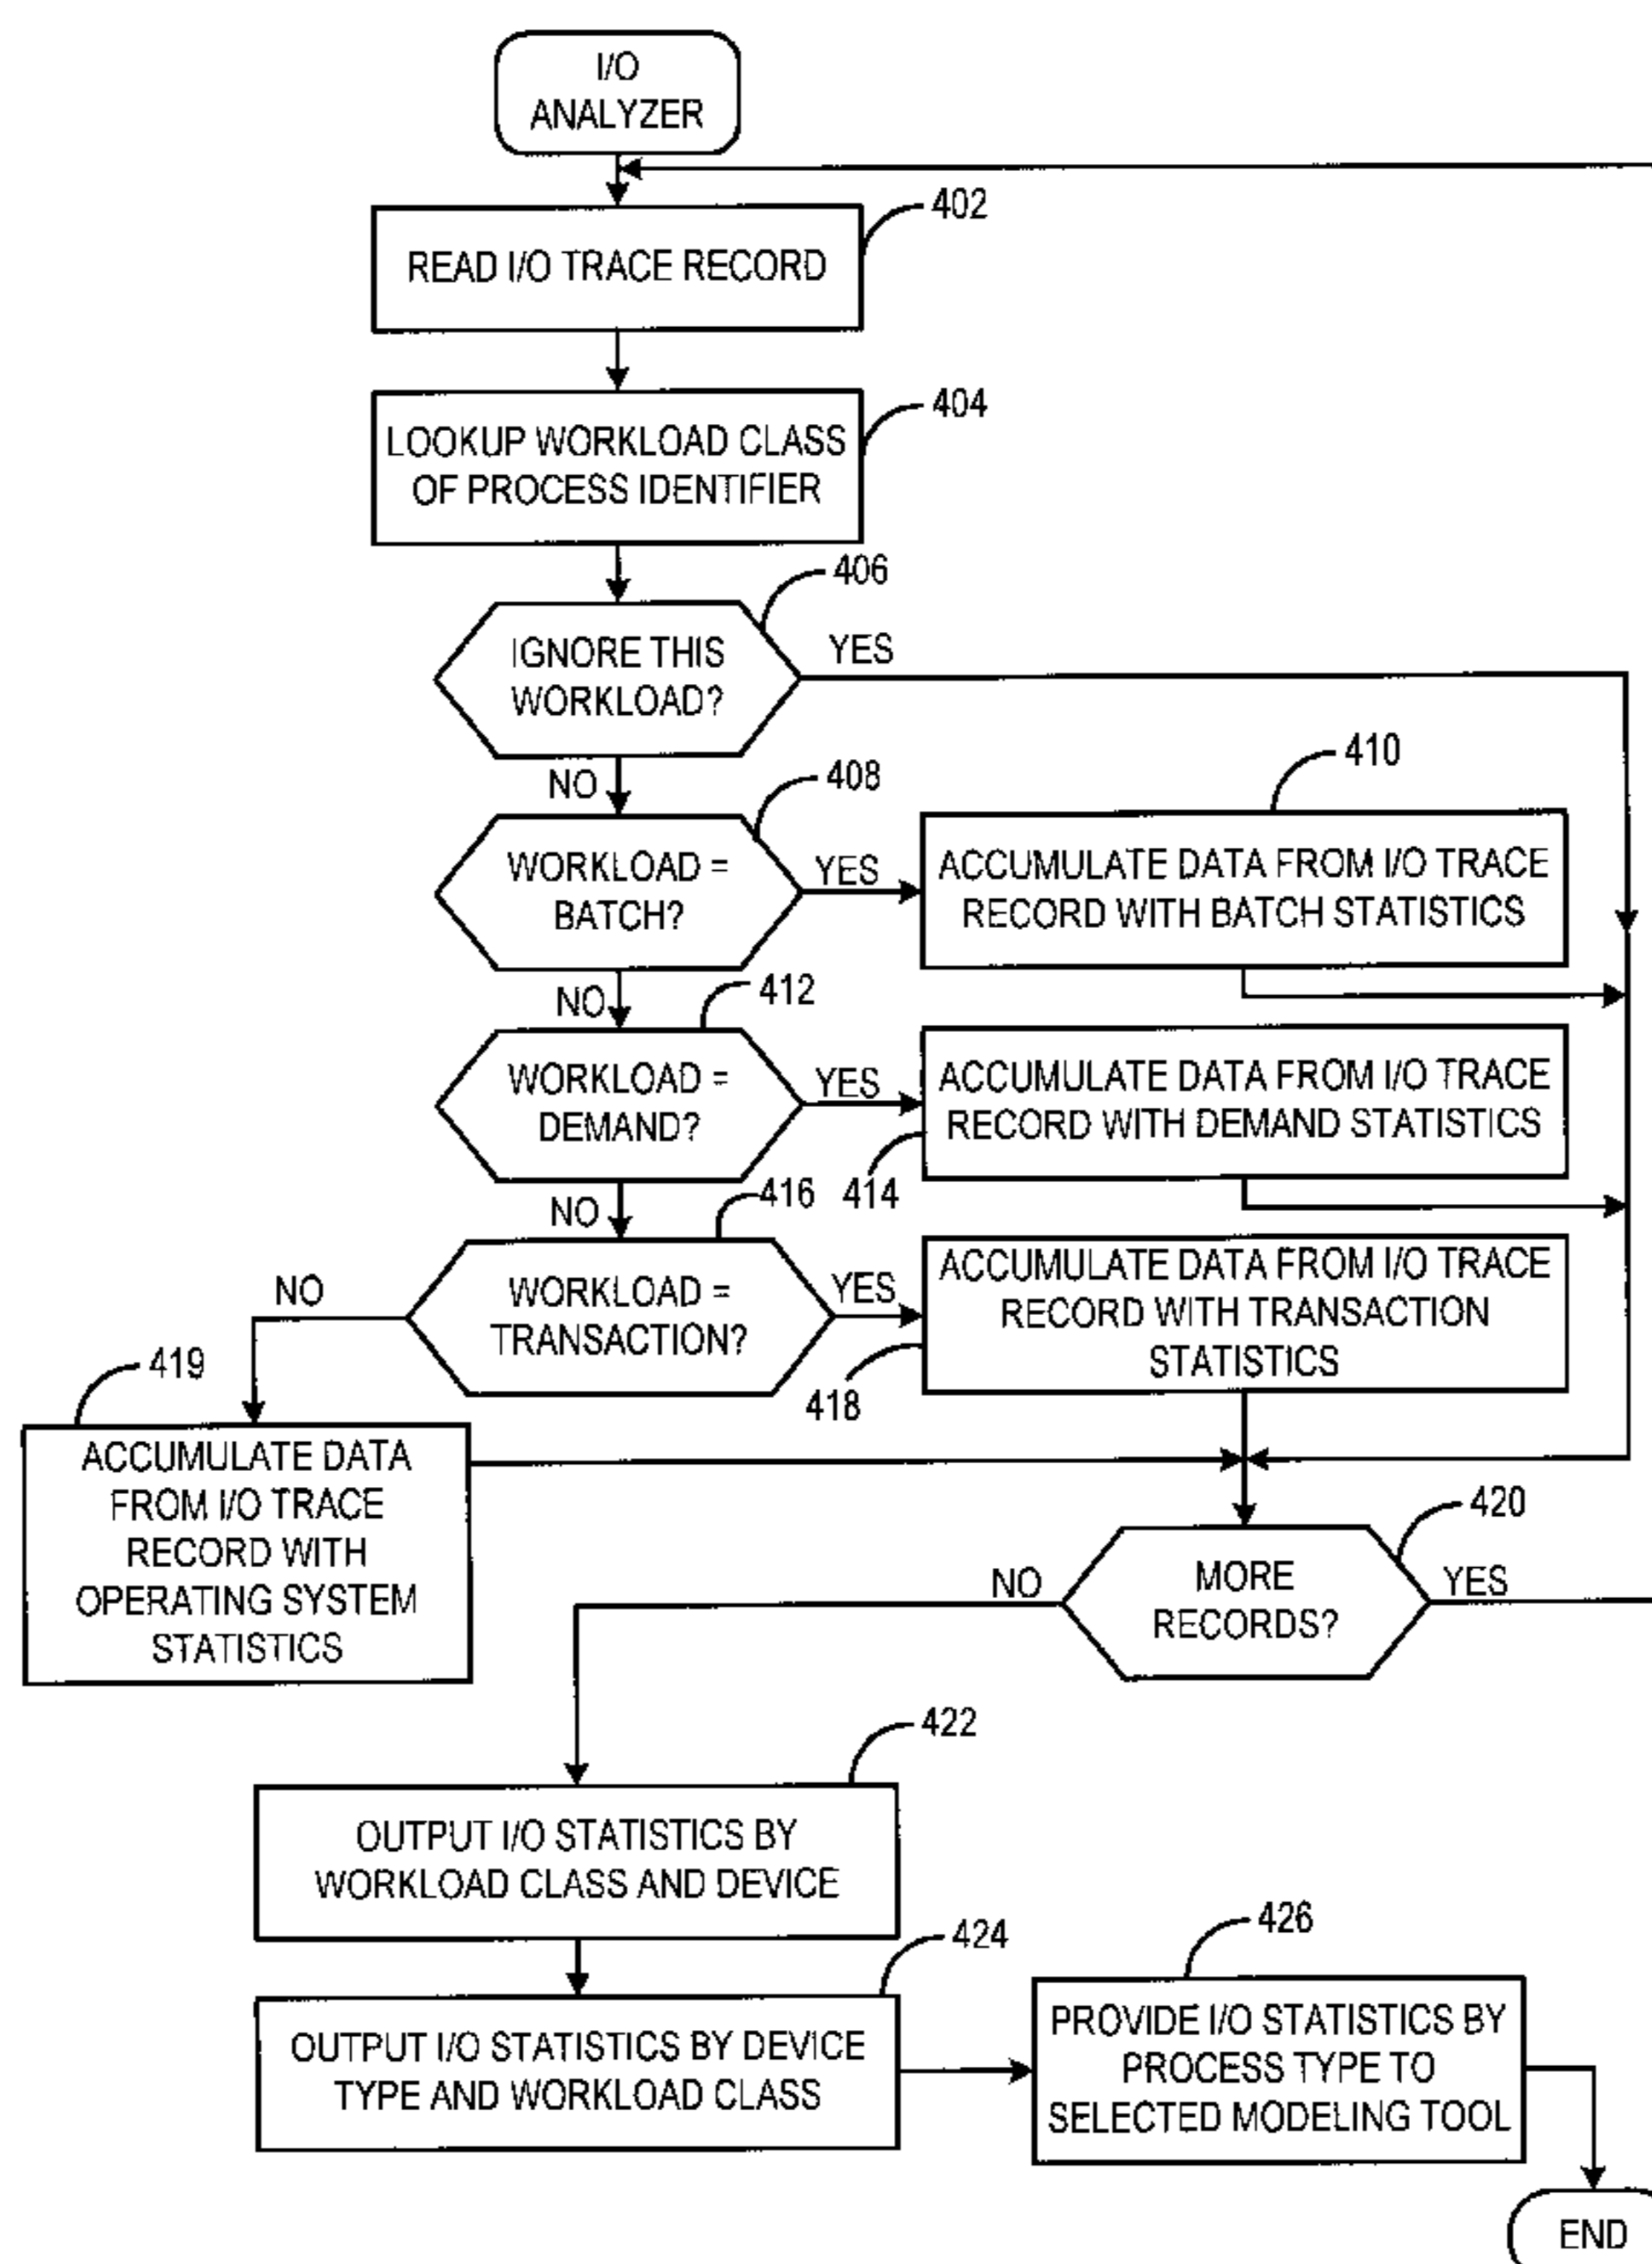 I/O
ANALYZER
402
READ I/O TRACE RECORD
404
LOOKUP WORKLOAD CLASS
OF PROCESS IDENTIFIER
406
IGNORE THIS
WORKLOAD?
YES
NO
408
410
WORKLOAD =
BATCH?
YES
ACCUMULATE DATA FROM I/O TRACE
RECORD WITH BATCH STATISTICS
NO
412
WORKLOAD =
DEMAND?
YES
ACCUMULATE DATA FROM I/O TRACE
RECORD WITH DEMAND STATISTICS
414
NO
416
WORKLOAD =
TRANSACTION?
YES
ACCUMULATE DATA FROM I/O TRACE
RECORD WITH TRANSACTION
STATISTICS
418
NO
419
ACCUMULATE DATA
FROM I/O TRACE
RECORD WITH
OPERATING SYSTEM
STATISTICS
420
MORE
RECORDS?
YES
NO
422
OUTPUT I/O STATISTICS BY
WORKLOAD CLASS AND DEVICE
424
OUTPUT I/O STATISTICS BY DEVICE
TYPE AND WORKLOAD CLASS
426
PROVIDE I/O STATISTICS BY
PROCESS TYPE TO
SELECTED MODELING TOOL
END